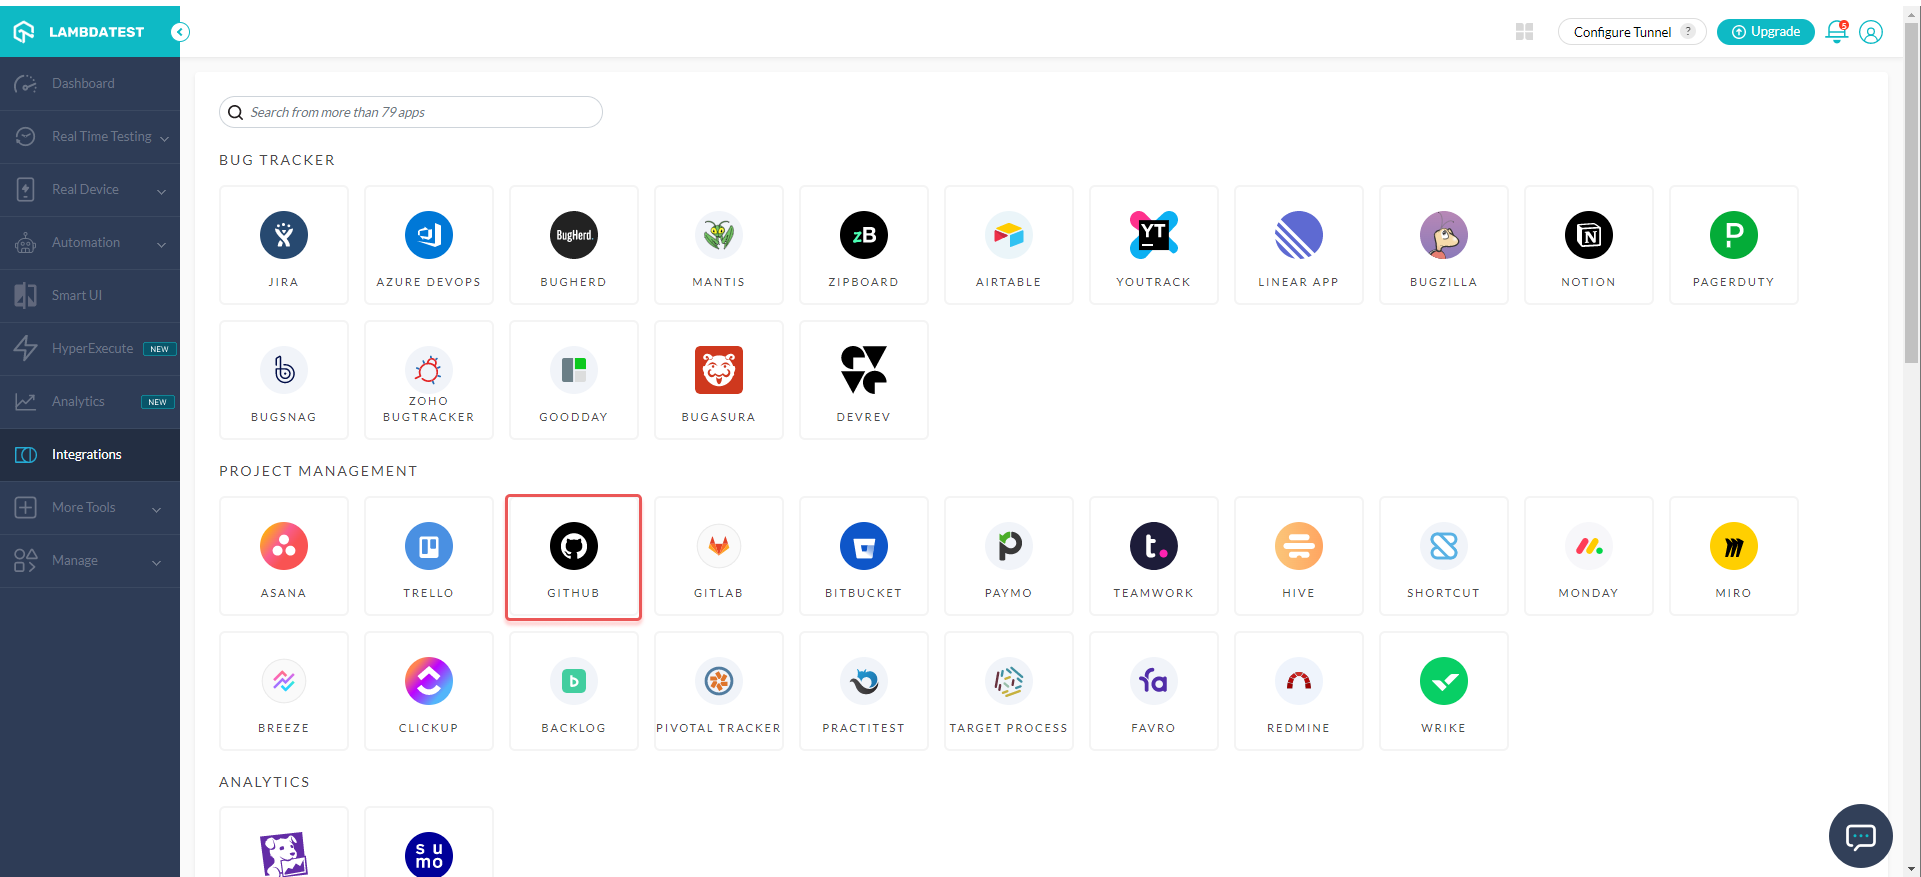 LAMBDATEST
Configure Tunnel ?
Upgrade
5
Dashboard
Real Time Testing
Real Device
Automation
Smart UI
HyperExecute NEW
Analytics NEW
Integrations
More Tools
Manage
Search from more than 79 apps
BUG TRACKER
BugHerd.
zB
YT
N
P
JIRA
AZURE DEVOPS
BUGHERD
MANTIS
ZIPBOARD
AIRTABLE
YOUTRACK
LINEAR APP
BUGZILLA
NOTION
PAGERDUTY
b
BUGSNAG
ZOHO
BUGTRACKER
GOODDAY
BUGASURA
DEVREV
PROJECT MANAGEMENT
t.
ASANA
TRELLO
GITHUB
GITLAB
BITBUCKET
PAYMO
TEAMWORK
HIVE
SHORTCUT
MONDAY
MIRO
b
fa
BREEZE
CLICKUP
BACKLOG
PIVOTAL TRACKER
PRACTITEST
TARGET PROCESS
FAVRO
REDMINE
WRIKE
ANALYTICS
su
mo